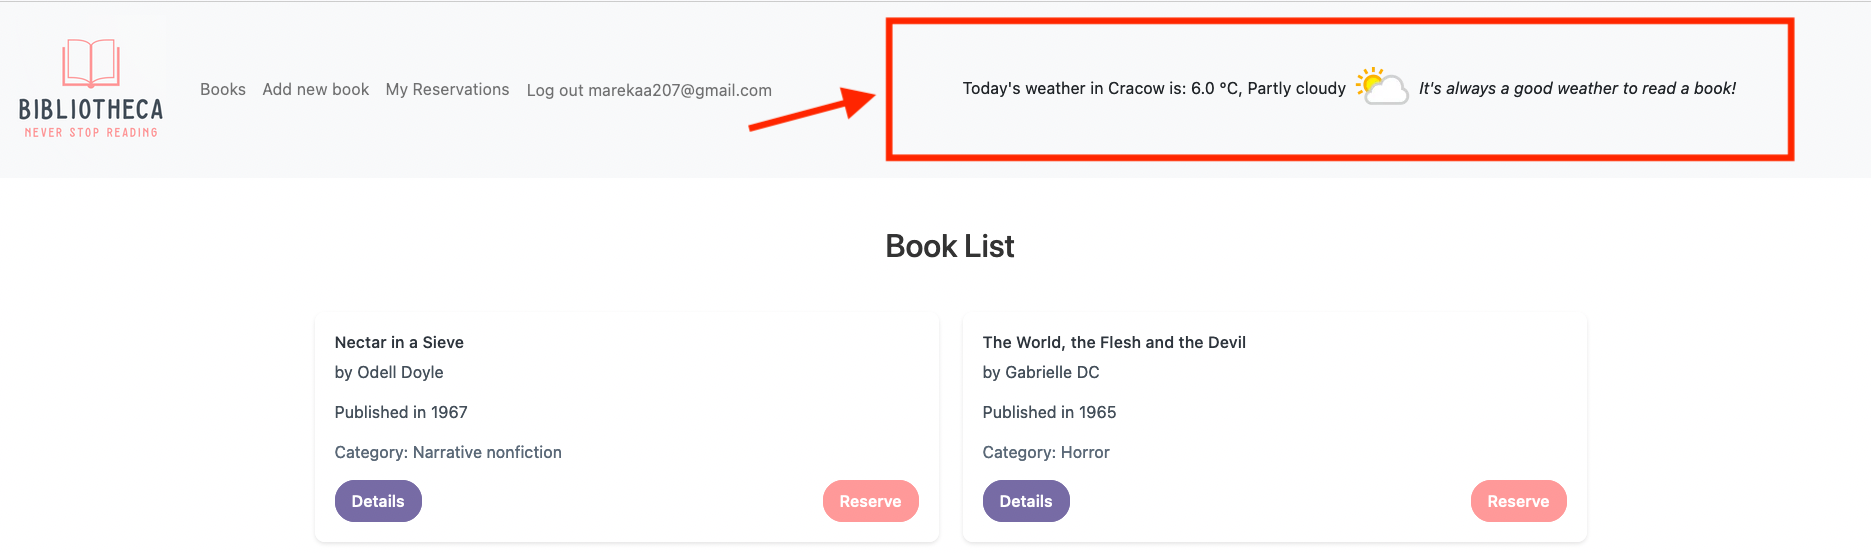 BIBLIOTHECA
NEVER STOP READING
Books Add new book My Reservations Log out marekaa207@gmail.com
Today's weather in Cracow is: 6.0 °C, Partly cloudy It's always a good weather to read a book!
Book List
Nectar in a Sieve
by Odell Doyle
Published in 1967
Category: Narrative nonfiction
Details Reserve
The World, the Flesh and the Devil
by Gabrielle DC
Published in 1965
Category: Horror
Details Reserve